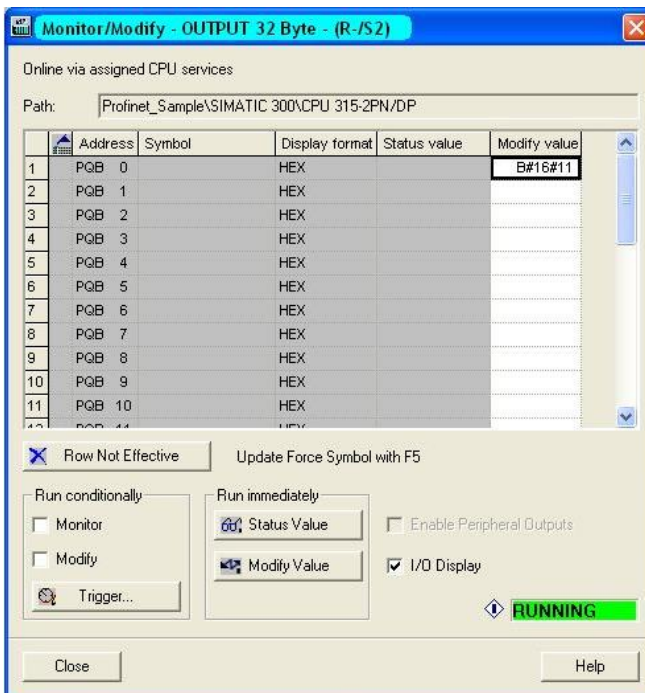 Monitor/Modify - OUTPUT 32 Byte - (R-/S2)
Online via assigned CPU services
Path: Profinet_Sample\SIMATIC 300\CPU 315-2PN/DP
Address Symbol Display format Status value Modify value
1 PQB 0 HEX B#16#11
2 PQB 1 HEX
3 PQB 2 HEX
4 PQB 3 HEX
5 PQB 4 HEX
6 PQB 5 HEX
7 PQB 6 HEX
8 PQB 7 HEX
9 PQB 8 HEX
10 PQB 9 HEX
11 PQB 10 HEX
Row Not Effective Update Force Symbol with F5
Run conditionally Run immediately
Monitor Status Value Enable Peripheral Outputs
Modify Modify Value I/O Display
Trigger...
RUNNING
Close Help